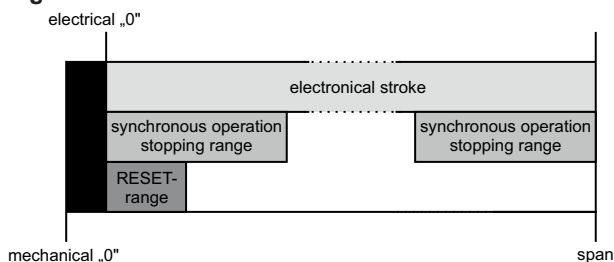 electrical „0"
electronical stroke
synchronous operation
stopping range
synchronous operation
stopping range
RESET-
range
mechanical „0"
span